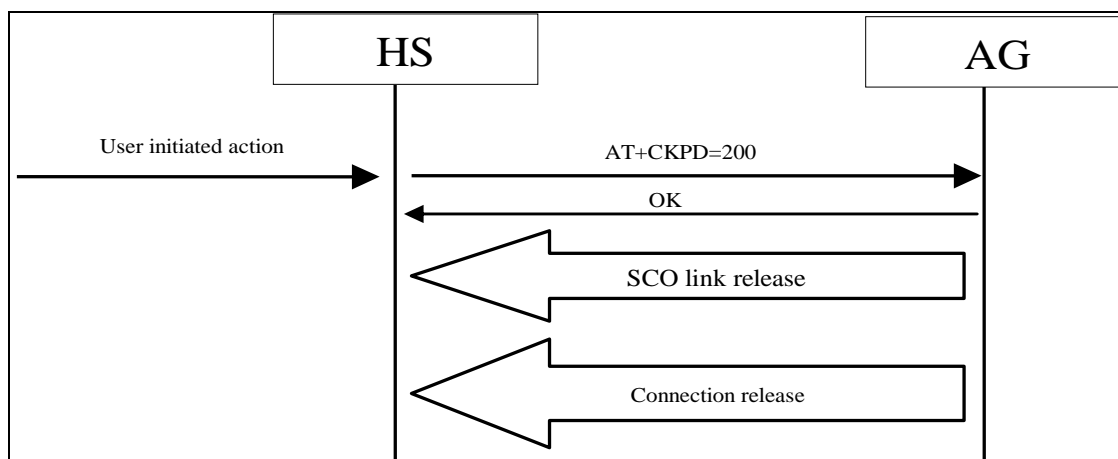 HS
AG
User initiated action
AT+CKPD=200
OK
SCO link release
Connection release